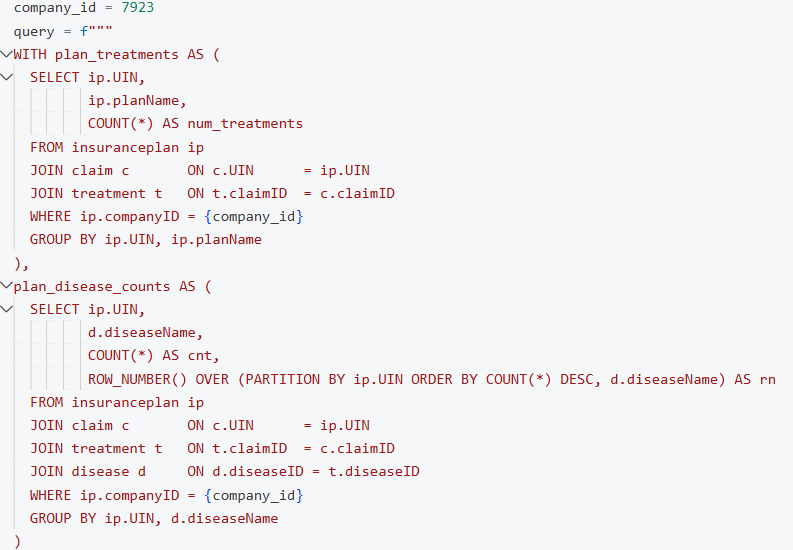 company_id = 7923
query = f"""
WITH plan_treatments AS (
SELECT ip.UIN,
ip.planName,
COUNT(*) AS num_treatments
FROM insuranceplan ip
JOIN claim c       ON c.UIN      = ip.UIN
JOIN treatment t   ON t.claimID  = c.claimID
WHERE ip.companyID = {company_id}
GROUP BY ip.UIN, ip.planName
),
plan_disease_counts AS (
SELECT ip.UIN,
d.diseaseName,
COUNT(*) AS cnt,
ROW_NUMBER() OVER (PARTITION BY ip.UIN ORDER BY COUNT(*) DESC, d.diseaseName) AS rn
FROM insuranceplan ip
JOIN claim c       ON c.UIN      = ip.UIN
JOIN treatment t   ON t.claimID  = c.claimID
JOIN disease d     ON d.diseaseID = t.diseaseID
WHERE ip.companyID = {company_id}
GROUP BY ip.UIN, d.diseaseName
)